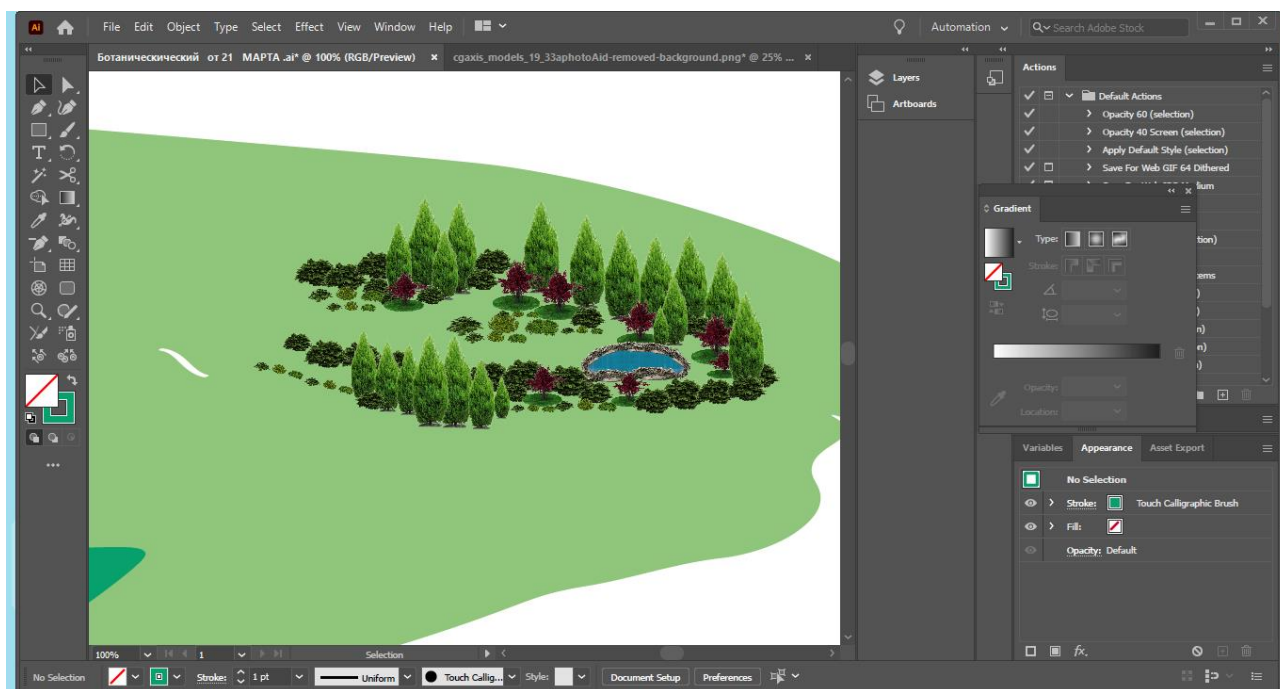 Ai File Edit Object Type Select Effect View Window Help Automation Search Adobe Stock
Ботаническический от 21 МАРТА .ai* @ 100% (RGB/Preview) × cgaxis_models_19_33aphotoAid-removed-background.png* @ 25% ... ×
Layers
Artboards
Actions
Default Actions
Opacity 60 (selection)
Opacity 40 Screen (selection)
Apply Default Style (selection)
Save For Web GIF 64 Dithered
Gradient
Type:
Stroke:
Opacity:
Location:
Variables Appearance Asset Export
No Selection
Stroke: Touch Calligraphic Brush
Fill:
Opacity: Default
fx.
100% 1 Selection
No Selection Stroke: 1 pt Uniform Touch Callig... Style: Document Setup Preferences